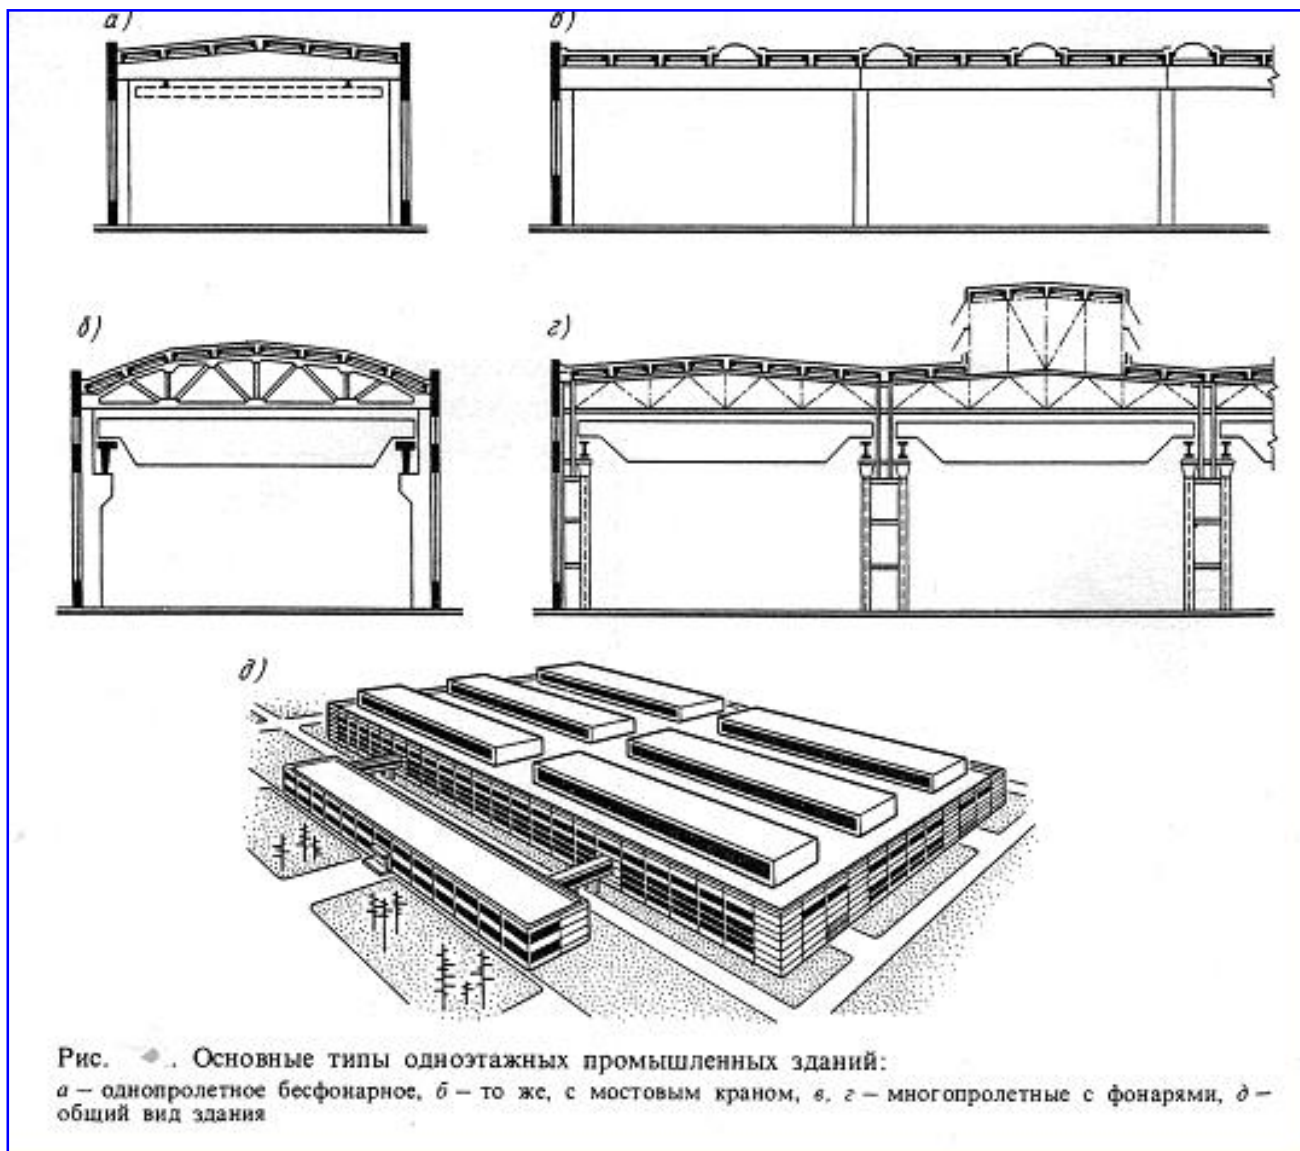 а)
в)
б)
г)
д)
Рис. . Основные типы одноэтажных промышленных зданий:
а — однопролетное бесфонарное, б — то же, с мостовым краном, в, г — многопролетные с фонарями, д —
общий вид здания